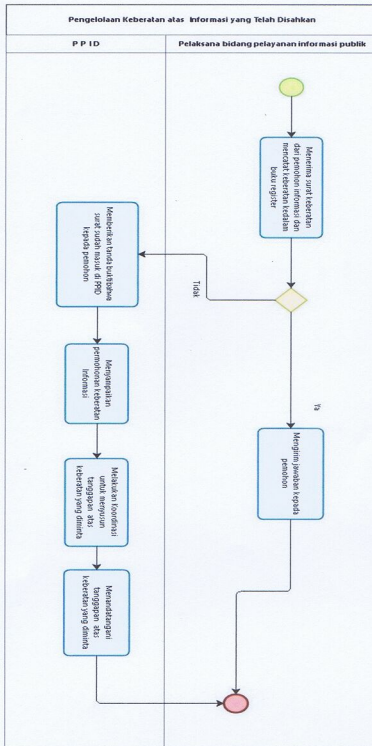 Pengelolaan Keberatan atas Informasi yang Telah Disahkan
P P I D
Pelaksana bidang pelayanan informasi publik
Menerima surat keberatan
dari pemohon informasi dan
mencatat keberatan kedalam
buku register
Tidak
Ya
Memberikan tanda buktibahwa
surat sudah masuk di PPID
kepada pemohon
Menyampaikan
permohonan keberatan
Informasi
Melakukan Koordinasi
untuk menyusun
tanggapan atas
keberatan yang diminta
Menandatangani
tanggapan atas
keberatan yang diminta
Mengirim jawaban kepada
pemohon